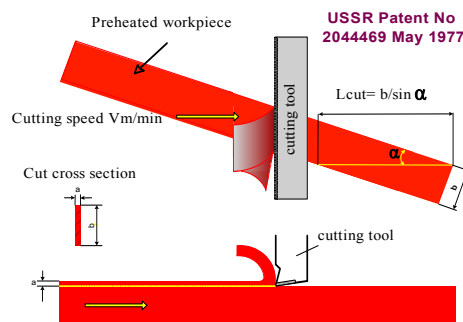 USSR Patent No
2044469 May 1977
Preheated workpiece
Lcut= b/sin α
cutting tool
Cutting speed Vm/min
α
b
Cut cross section
a
b
cutting tool
a